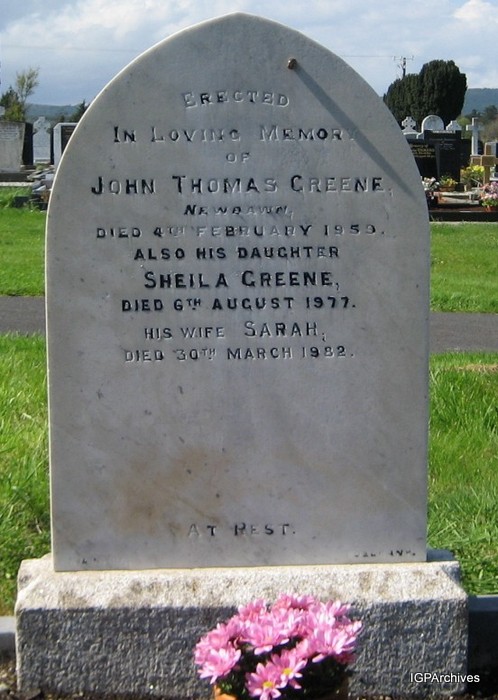 ERECTED
IN LOVING MEMORY
OF
JOHN THOMAS GREENE,
NEWDAWN,
DIED 4TH FEBRUARY 1959.
ALSO HIS DAUGHTER
SHEILA GREENE,
DIED 6TH AUGUST 1977.
HIS WIFE SARAH,
DIED 30TH MARCH 1982.
AT REST.
IGPArchives